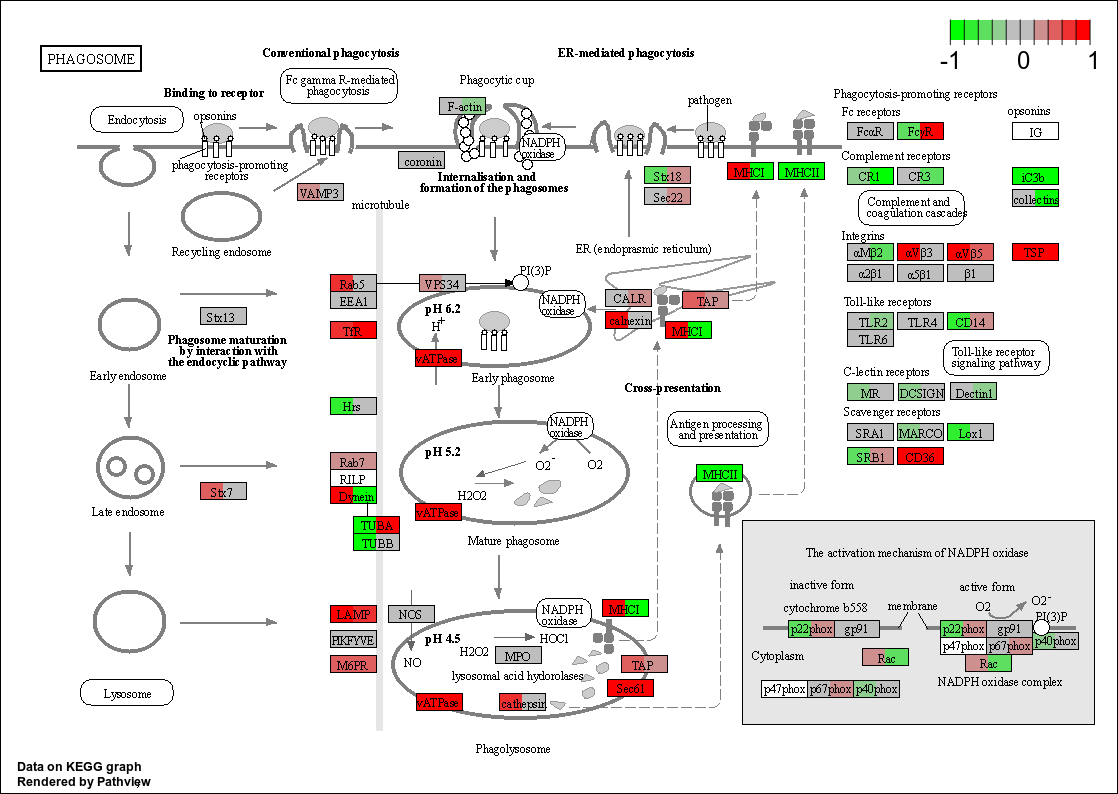 PHAGOSOME
Conventional phagocytosis
ER-mediated phagocytosis
-1 0 1
Fc gamma R-mediated
phagocytosis
Phagocytic cup
Binding to receptor
Endocytosis
opsonins
F-actin
NADPH
oxidase
pathogen
phagocytosis-promoting
receptors
coronin
Internalisation and
formation of the phagosomes
VAMP3
microtubule
Recycling endosome
Stx18
Sec22
MHCI
MHCII
ER (endoprasmic reticulum)
Phagocytosis-promoting receptors
Fc receptors
opsonins
FcαR
FcγR
IG
Complement receptors
CR1
CR3
iC3b
collectins
Complement and
coagulation cascades
Integrins
αMβ2
αVβ3
αVβ5
TSP
α2β1
α5β1
β1
Toll-like receptors
TLR2
TLR4
CD14
TLR6
Toll-like receptor
signaling pathway
C-lectin receptors
MR
DCSIGN
Dectin1
Scavenger receptors
SRA1
MARCO
Lox1
SRB1
CD36
Rab5
EEA1
VPS34
PI(3)P
NADPH
oxidase
CALR
calnexin
TAP
MHCI
Stx13
TfR
pH 6.2
H+
vATPase
Phagosome maturation
by interaction with
the endocyclic pathway
Early endosome
Early phagosome
Cross-presentation
Hrs
Antigen processing
and presentation
NADPH
oxidase
pH 5.2
O2-
O2
H2O2
vATPase
MHCII
Rab7
RILP
Dynein
Stx7
TUBA
TUBB
Late endosome
Mature phagosome
LAMP
NOS
NADPH
oxidase
MHCI
PIKFYVE
pH 4.5
HOCl
H2O2
MPO
NO
M6PR
lysosomal acid hydorolases
TAP
Sec61
vATPase
cathepsin
Lysosome
Phagolysosome
The activation mechanism of NADPH oxidase
inactive form
active form
cytochrome b558
membrane
O2
O2-
PI(3)P
p22phox
gp91
p22phox
gp91
p40phox
p47phox
p67phox
Cytoplasm
Rac
Rac
NADPH oxidase complex
p47phox
p67phox
p40phox
Data on KEGG graph
Rendered by Pathview